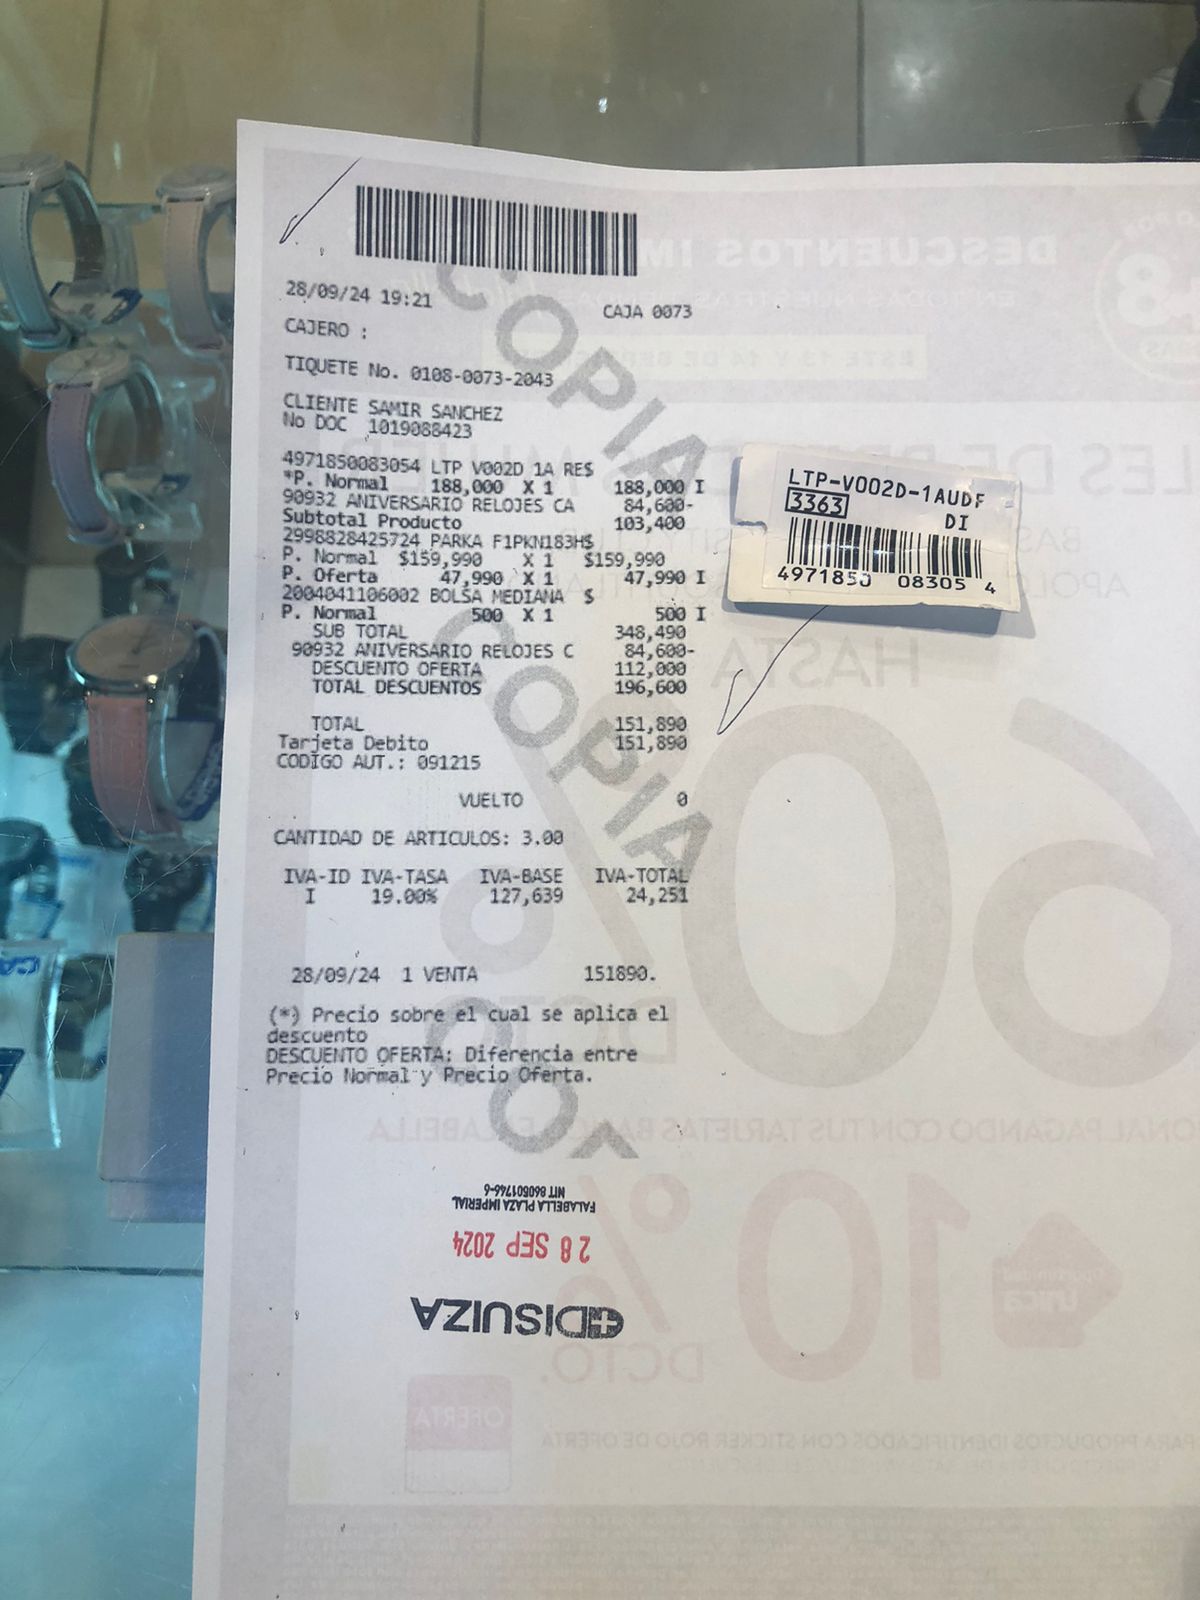 28/09/24 19:21 CAJA 0073
CAJERO :
TIQUETE No. 0108-0073-2043
CLIENTE SAMIR SANCHEZ
No DOC 1019088423
4971850083054 LTP V002D 1A RE$
*P. Normal 188,000 X 1 188,000 I
90932 ANIVERSARIO RELOJES CA 84,600-
Subtotal Producto 103,400
2998828425724 PARKA F1PKN183H$
P. Normal $159,990 X 1 $159,990
P. Oferta 47,990 X 1 47,990 I
2004041106002 BOLSA MEDIANA $
P. Normal 500 X 1 500 I
SUB TOTAL 348,490
90932 ANIVERSARIO RELOJES C 84,600-
DESCUENTO OFERTA 112,000
TOTAL DESCUENTOS 196,600
TOTAL 151,890
Tarjeta Debito 151,890
CODIGO AUT.: 091215
VUELTO 0
CANTIDAD DE ARTICULOS: 3.00
IVA-ID IVA-TASA IVA-BASE IVA-TOTAL
I 19.00% 127,639 24,251
28/09/24 1 VENTA 151890.
(*) Precio sobre el cual se aplica el
descuento
DESCUENTO OFERTA: Diferencia entre
Precio Normal y Precio Oferta.
COPIA
COPIA
LTP-V002D-1AUDF
3363 DI
4971850 08305 4
DISUIZA
28 SEP 2024
FALABELLA PLAZA IMPERIAL
NIT 860501746-6
HASTA
60%
DCTO
10%
DCTO.
OFERTA